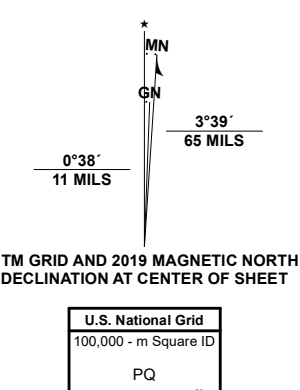 ★
MN
GN
3°39´
65 MILS
0°38´
11 MILS
TM GRID AND 2019 MAGNETIC NORTH
DECLINATION AT CENTER OF SHEET
U.S. National Grid
100,000 - m Square ID
PQ